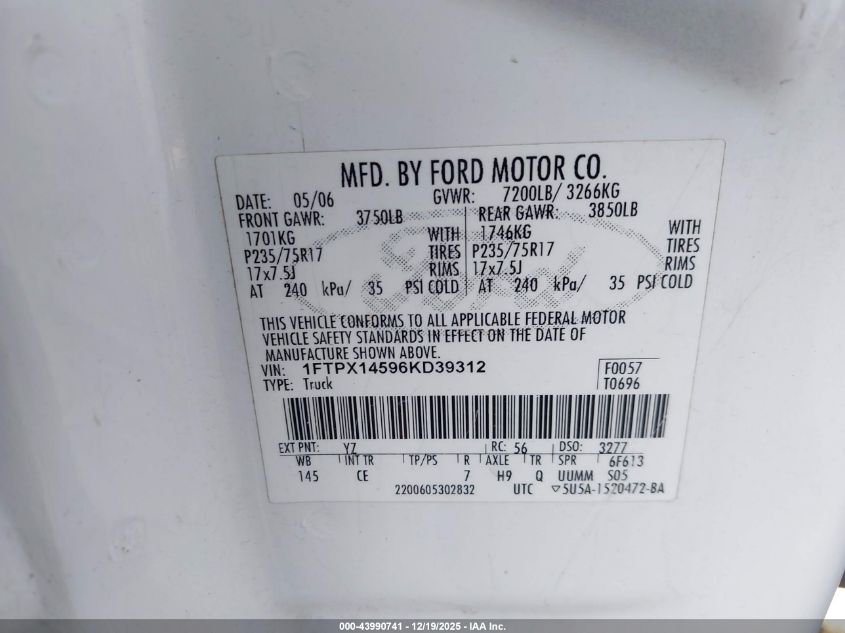 MFD. BY FORD MOTOR CO.
DATE: 05/06 GVWR: 7200LB/ 3266KG
FRONT GAWR: 3750LB REAR GAWR: 3850LB
1701KG WITH 1746KG WITH
P235/75R17 TIRES P235/75R17 TIRES
17x7.5J RIMS 17x7.5J RIMS
AT 240 kPa/ 35 PSI COLD AT 240 kPa/ 35 PSI COLD
Ford
THIS VEHICLE CONFORMS TO ALL APPLICABLE FEDERAL MOTOR
VEHICLE SAFETY STANDARDS IN EFFECT ON THE DATE OF
MANUFACTURE SHOWN ABOVE.
VIN: 1FTPX14596KD39312 F0057
TYPE: Truck T0696
EXT PNT: YZ RC: 56 DSO: 3277
WB INT TR TP/PS R AXLE TR SPR 6F613
145 CE 7 H9 Q UUMM S05
2200605302832 UTC ▽5U5A-1520472-BA
000-43990741 - 12/19/2025 - IAA Inc.